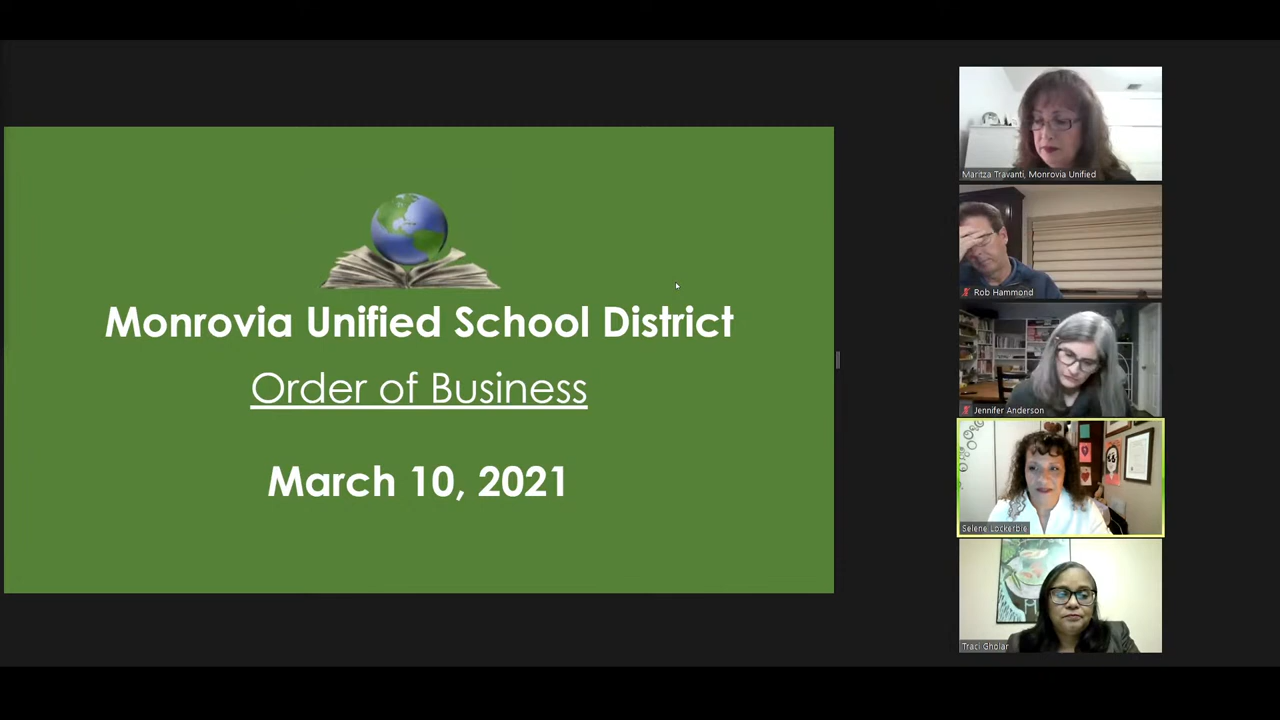 Monrovia Unified School District
Order of Business
March 10, 2021
Maritza Travanti, Monrovia Unified
Rob Hammond
Jennifer Anderson
Selene Lockerbie
Traci Gholar